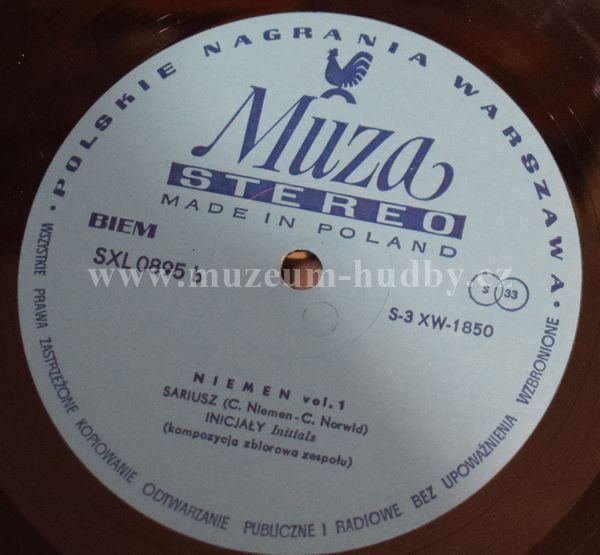 • POLSKIE NAGRANIA WARSZAWA •
Muza
STEREO
MADE IN POLAND
BIEM
SXL 0895 b
www.muzeum-hudby.cz
S 33
S-3 XW-1850
NIEMEN vol. 1
SARIUSZ (C. Niemen-C. Norwid)
INICJAŁY Initials
(kompozycja zbiorowa zespołu)
WSZYSTKIE PRAWA ZASTRZEŻONE KOPIOWANIE ODTWARZANIE PUBLICZNE I RADIOWE BEZ UPOWAŻNIENIA WZBRONIONE